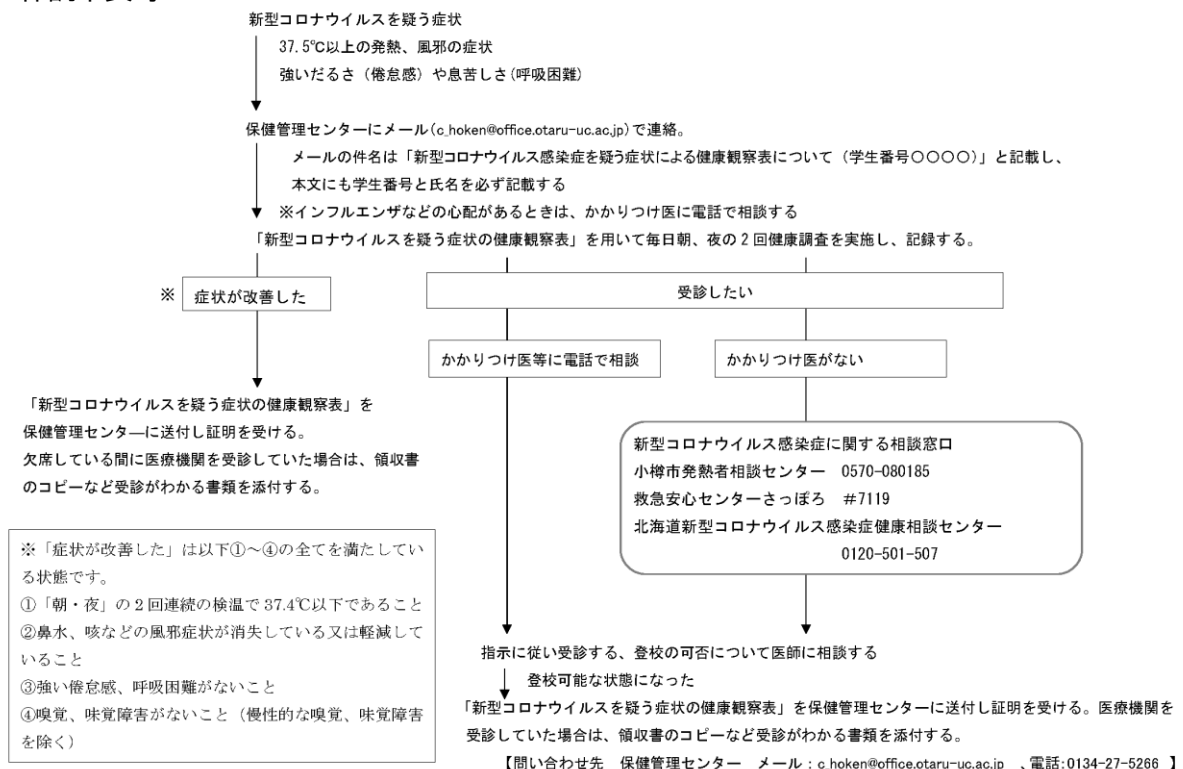 新型コロナウイルスを疑う症状
37.5℃以上の発熱、風邪の症状
強いだるさ（倦怠感）や息苦しさ(呼吸困難)
保健管理センターにメール(c_hoken@office.otaru-uc.ac.jp)で連絡。
メールの件名は「新型コロナウイルス感染症を疑う症状による健康観察表について（学生番号〇〇〇〇）」と記載し、
本文にも学生番号と氏名を必ず記載する
※インフルエンザなどの心配があるときは、かかりつけ医に電話で相談する
「新型コロナウイルスを疑う症状の健康観察表」を用いて毎日朝、夜の2回健康調査を実施し、記録する。
※ 症状が改善した
受診したい
かかりつけ医等に電話で相談
かかりつけ医がない
「新型コロナウイルスを疑う症状の健康観察表」を
保健管理センタ―に送付し証明を受ける。
欠席している間に医療機関を受診していた場合は、領収書
のコピーなど受診がわかる書類を添付する。
新型コロナウイルス感染症に関する相談窓口
小樽市発熱者相談センター　0570-080185
救急安心センターさっぽろ　#7119
北海道新型コロナウイルス感染症健康相談センター
0120-501-507
※「症状が改善した」は以下①～④の全てを満たしてい
る状態です。
①「朝・夜」の2回連続の検温で37.4℃以下であること
②鼻水、咳などの風邪症状が消失している又は軽減して
いること
③強い倦怠感、呼吸困難がないこと
④嗅覚、味覚障害がないこと（慢性的な嗅覚、味覚障害
を除く）
指示に従い受診する、登校の可否について医師に相談する
登校可能な状態になった
「新型コロナウイルスを疑う症状の健康観察表」を保健管理センターに送付し証明を受ける。医療機関を
受診していた場合は、領収書のコピーなど受診がわかる書類を添付する。
【問い合わせ先　保健管理センター　メール：c_hoken@office.otaru-uc.ac.jp　、電話:0134-27-5266 】